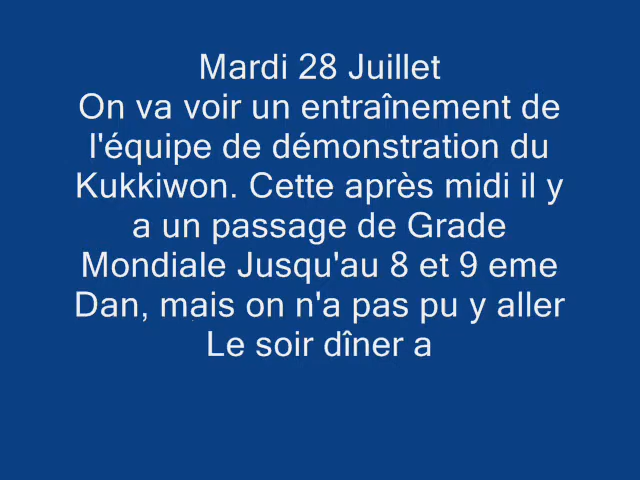 Mardi 28 Juillet
On va voir un entraînement de
l'équipe de démonstration du
Kukkiwon. Cette après midi il y
a un passage de Grade
Mondiale Jusqu'au 8 et 9 eme
Dan, mais on n'a pas pu y aller
Le soir dîner a